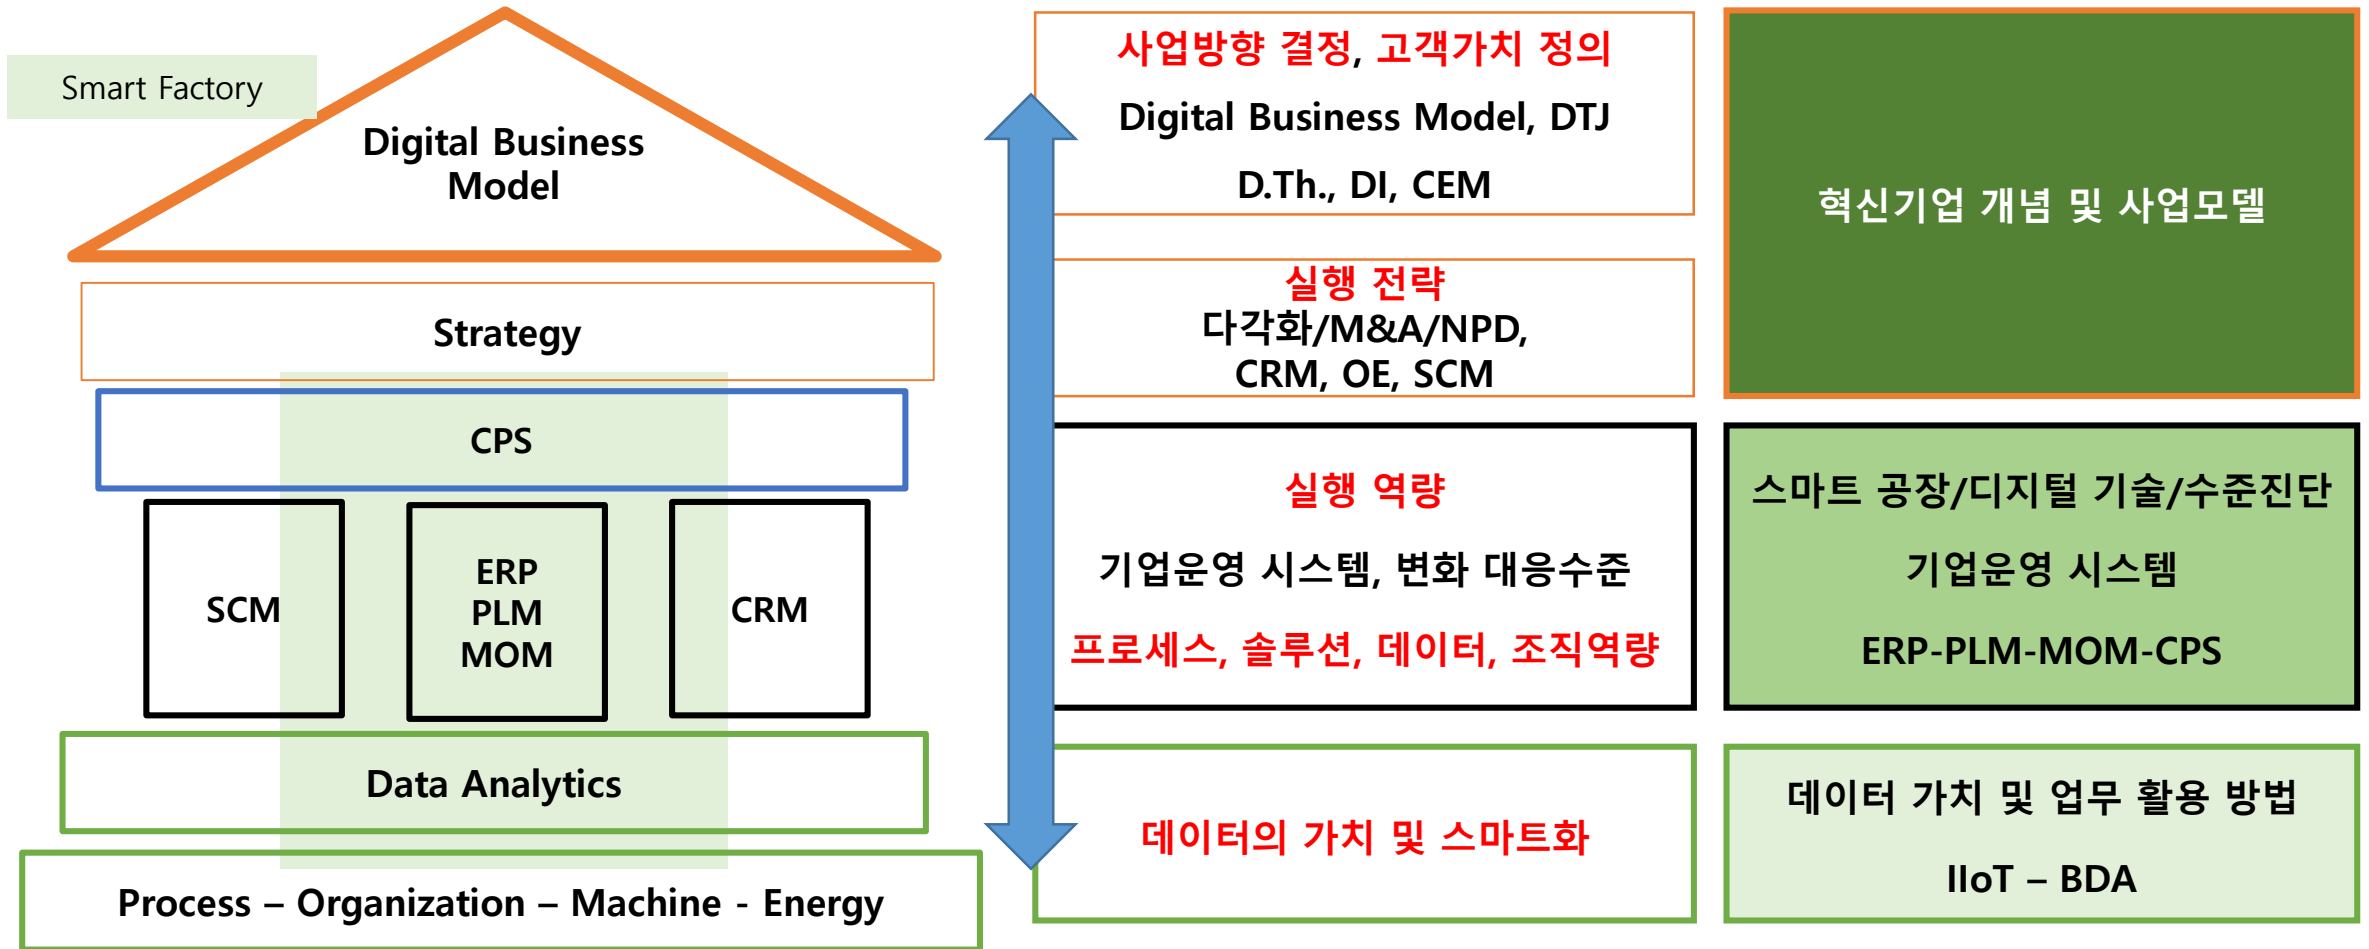 Smart Factory
Digital Business
Model
Strategy
CPS
SCM
ERP
PLM
MOM
CRM
Data Analytics
Process – Organization – Machine - Energy
사업방향 결정, 고객가치 정의
Digital Business Model, DTJ
D.Th., DI, CEM
실행 전략
다각화/M&A/NPD,
CRM, OE, SCM
실행 역량
기업운영 시스템, 변화 대응수준
프로세스, 솔루션, 데이터, 조직역량
데이터의 가치 및 스마트화
혁신기업 개념 및 사업모델
스마트 공장/디지털 기술/수준진단
기업운영 시스템
ERP-PLM-MOM-CPS
데이터 가치 및 업무 활용 방법
IIoT – BDA